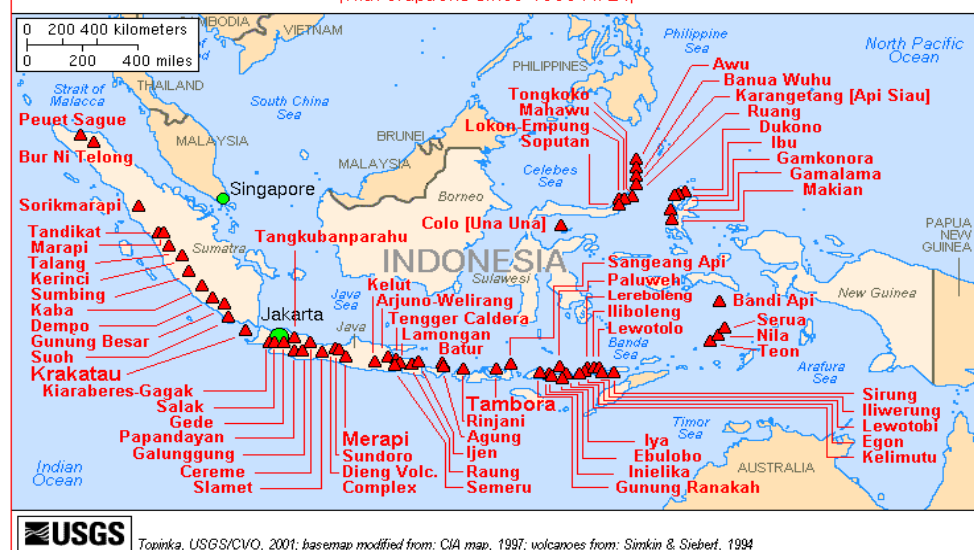 0 200 400 kilometers
0 200 400 miles
CAMBODIA
VIETNAM
THAILAND
Philippine
Sea
North Pacific
Ocean
PHILIPPINES
Strait of
Malacca
South China
Sea
BRUNEI
MALAYSIA
MALAYSIA
Celebes
Sea
Borneo
Singapore
Awu
Banua Wuhu
Karangetang [Api Siau]
Ruang
Dukono
Ibu
Gamkonora
Gamalama
Makian
Tongkoko
Mahawu
Lokon-Empung
Soputan
Colo [Una Una]
Peuet Sague
Bur Ni Telong
Sorikmarapi
Tandikat
Marapi
Talang
Kerinci
Sumbing
Kaba
Dempo
Gunung Besar
Suoh
Krakatau
Kiaraberes-Gagak
Salak
Gede
Papandayan
Galunggung
Cereme
Slamet
Sumatra
Tangkubanparahu
INDONESIA
Sulawesi
Jakarta
Java
Sea
Java
Kelut
Arjuno-Welirang
Tengger Caldera
Lamongan
Batur
Sangeang Api
Paluweh
Lereboleng
Iliboleng
Lewotolo
Banda
Sea
New Guinea
PAPUA
NEW
GUINEA
Bandi Api
Serua
Nila
Teon
Arafura
Sea
Merapi
Sundoro
Dieng Volc.
Complex
Tambora
Rinjani
Agung
Ijen
Raung
Semeru
Iya
Ebulobo
Inielika
Gunung Ranakah
Sirung
Iliwerung
Lewotobi
Egon
Kelimutu
Timor
Sea
AUSTRALIA
Indian
Ocean
USGS
Topinka, USGS/CVO, 2001; basemap modified from: CIA map, 1997; volcanoes from: Simkin & Siebert, 1994